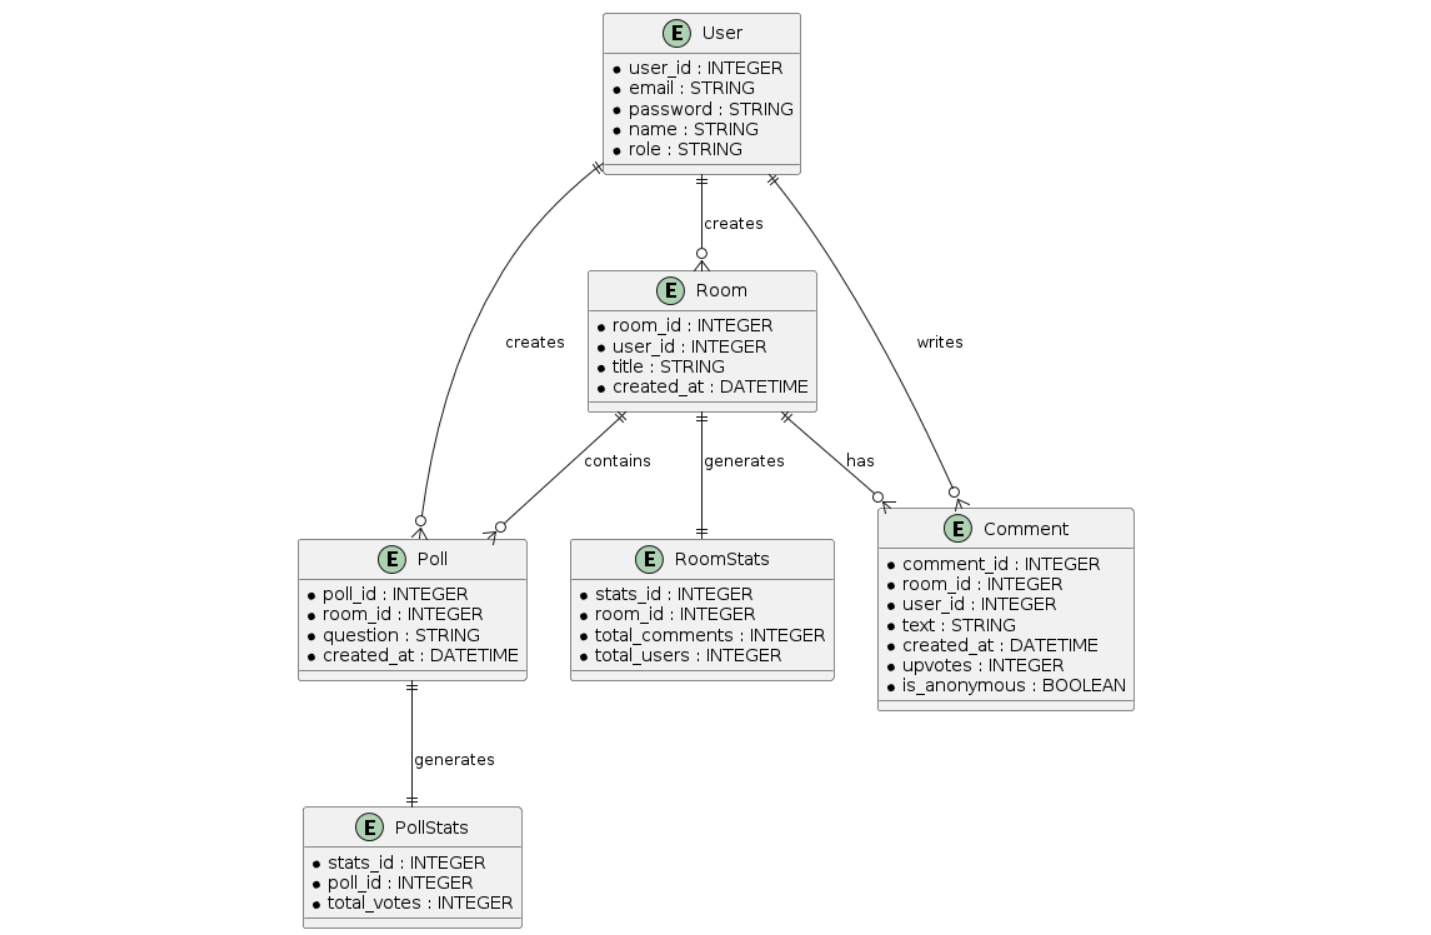 E User
user_id : INTEGER
email : STRING
password : STRING
name : STRING
role : STRING
creates
E Room
room_id : INTEGER
user_id : INTEGER
title : STRING
created_at : DATETIME
creates
writes
contains
generates
has
E Poll
poll_id : INTEGER
room_id : INTEGER
question : STRING
created_at : DATETIME
E RoomStats
stats_id : INTEGER
room_id : INTEGER
total_comments : INTEGER
total_users : INTEGER
E Comment
comment_id : INTEGER
room_id : INTEGER
user_id : INTEGER
text : STRING
created_at : DATETIME
upvotes : INTEGER
is_anonymous : BOOLEAN
generates
E PollStats
stats_id : INTEGER
poll_id : INTEGER
total_votes : INTEGER